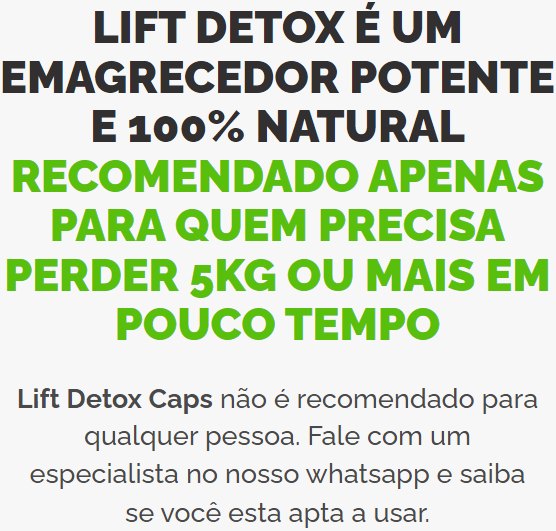 LIFT DETOX É UM
EMAGRECEDOR POTENTE
E 100% NATURAL
RECOMENDADO APENAS
PARA QUEM PRECISA
PERDER 5KG OU MAIS EM
POUCO TEMPO
Lift Detox Caps não é recomendado para
qualquer pessoa. Fale com um
especialista no nosso whatsapp e saiba
se você esta apta a usar.